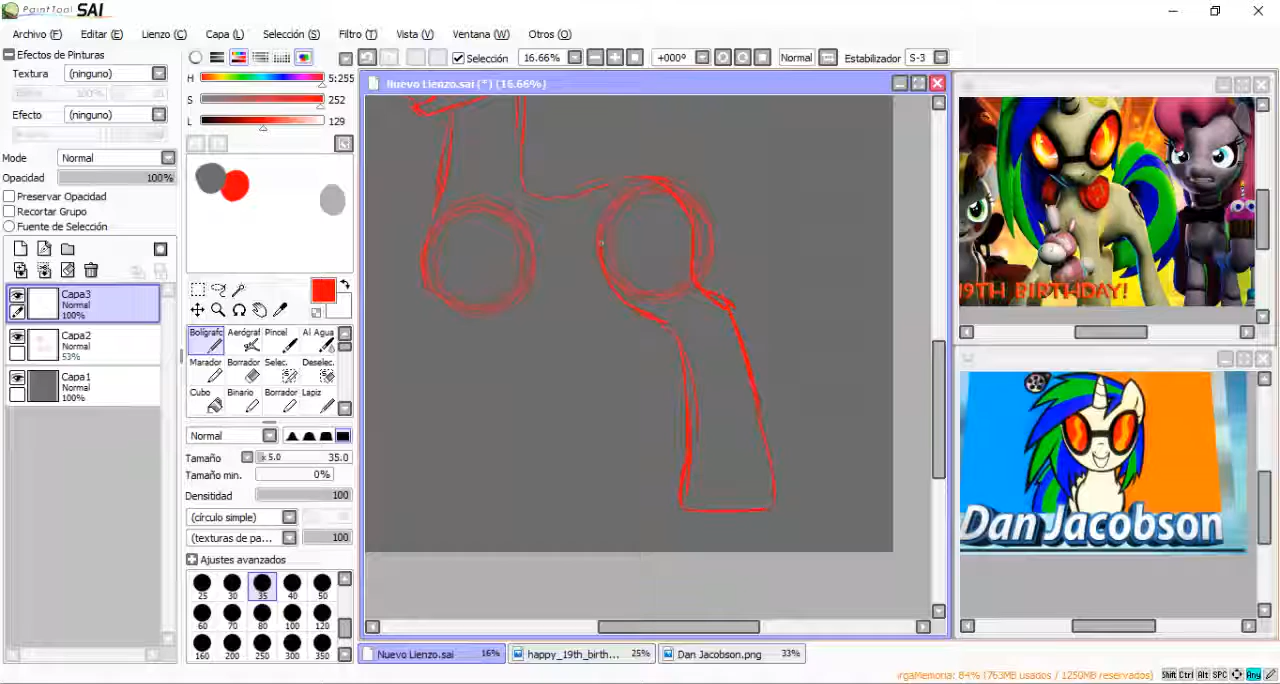 PaintTool SAI
Archivo (F) Editar (E) Lienzo (C) Capa (L) Selección (S) Filtro (T) Vista (V) Ventana (W) Otros (O)
Efectos de Pinturas
Textura (ninguno)
100%
Efecto (ninguno)
Mode Normal
Opacidad 100%
Preservar Opacidad
Recortar Grupo
Fuente de Selección
Capa3
Normal
100%
Capa2
Normal
53%
Capa1
Normal
100%
H 5:255
S 252
L 129
Bolígrafo Aerógraf Pincel Al Agua
Marador Borrador Selec. Deselec.
Cubo Binario Borrador Lapiz
Normal
Tamaño x 5.0 35.0
Tamaño min. 0%
Densitidad 100
(círculo simple)
(texturas de pa... 100
Ajustes avanzados
25 30 35 40 50
60 70 80 100 120
160 200 250 300 350
Selección 16.66% +000º Normal Estabilizador S-3
Nuevo Lienzo.sai (*) (16.66%)
19TH BIRTHDAY!
Dan Jacobson
Nuevo Lienzo.sai 16% happy_19th_birth... 25% Dan Jacobson.png 33%
rgaMemoria: 84% (763MB usados / 1250MB reservados) Shift Ctrl Alt SPC Any